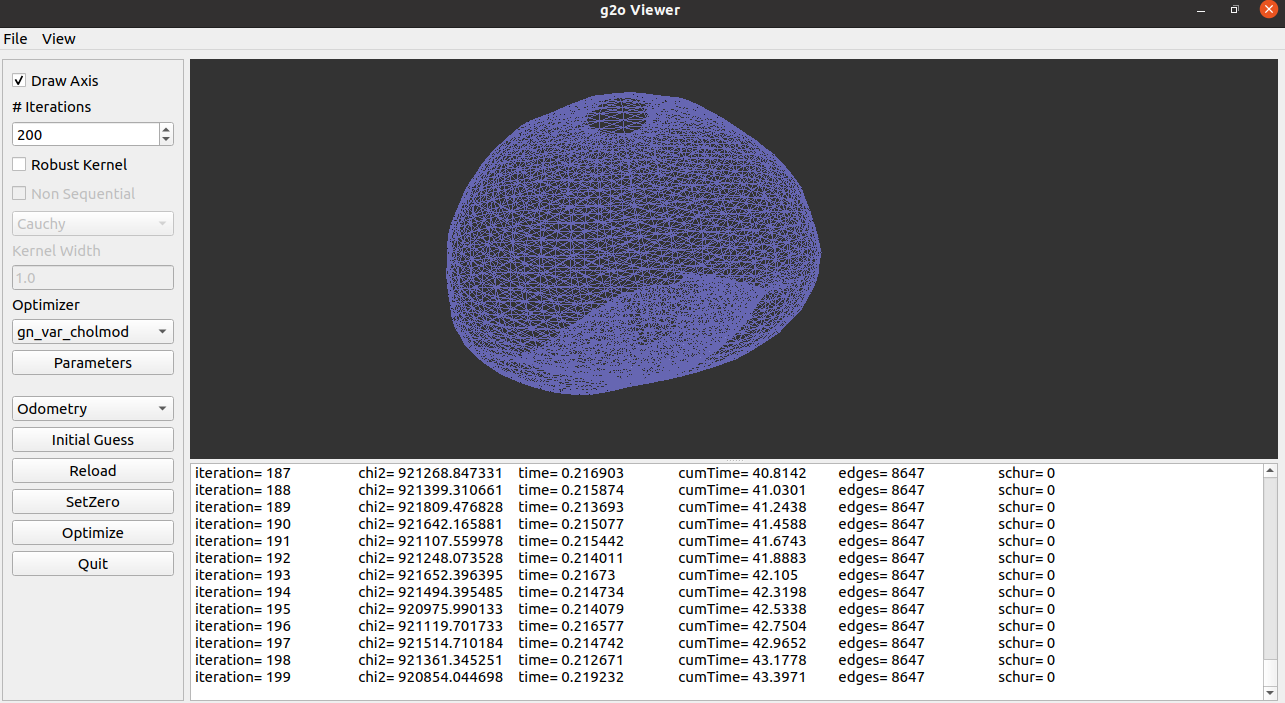 g2o Viewer
File View
Draw Axis
# Iterations
200
Robust Kernel
Non Sequential
Cauchy
Kernel Width
1.0
Optimizer
gn_var_cholmod
Parameters
Odometry
Initial Guess
Reload
SetZero
Optimize
Quit
iteration= 187 chi2= 921268.847331 time= 0.216903 cumTime= 40.8142 edges= 8647 schur= 0
iteration= 188 chi2= 921399.310661 time= 0.215874 cumTime= 41.0301 edges= 8647 schur= 0
iteration= 189 chi2= 921809.476828 time= 0.213693 cumTime= 41.2438 edges= 8647 schur= 0
iteration= 190 chi2= 921642.165881 time= 0.215077 cumTime= 41.4588 edges= 8647 schur= 0
iteration= 191 chi2= 921107.559978 time= 0.215442 cumTime= 41.6743 edges= 8647 schur= 0
iteration= 192 chi2= 921248.073528 time= 0.214011 cumTime= 41.8883 edges= 8647 schur= 0
iteration= 193 chi2= 921652.396395 time= 0.21673 cumTime= 42.105 edges= 8647 schur= 0
iteration= 194 chi2= 921494.395485 time= 0.214734 cumTime= 42.3198 edges= 8647 schur= 0
iteration= 195 chi2= 920975.990133 time= 0.214079 cumTime= 42.5338 edges= 8647 schur= 0
iteration= 196 chi2= 921119.701733 time= 0.216577 cumTime= 42.7504 edges= 8647 schur= 0
iteration= 197 chi2= 921514.710184 time= 0.214742 cumTime= 42.9652 edges= 8647 schur= 0
iteration= 198 chi2= 921361.345251 time= 0.212671 cumTime= 43.1778 edges= 8647 schur= 0
iteration= 199 chi2= 920854.044698 time= 0.219232 cumTime= 43.3971 edges= 8647 schur= 0